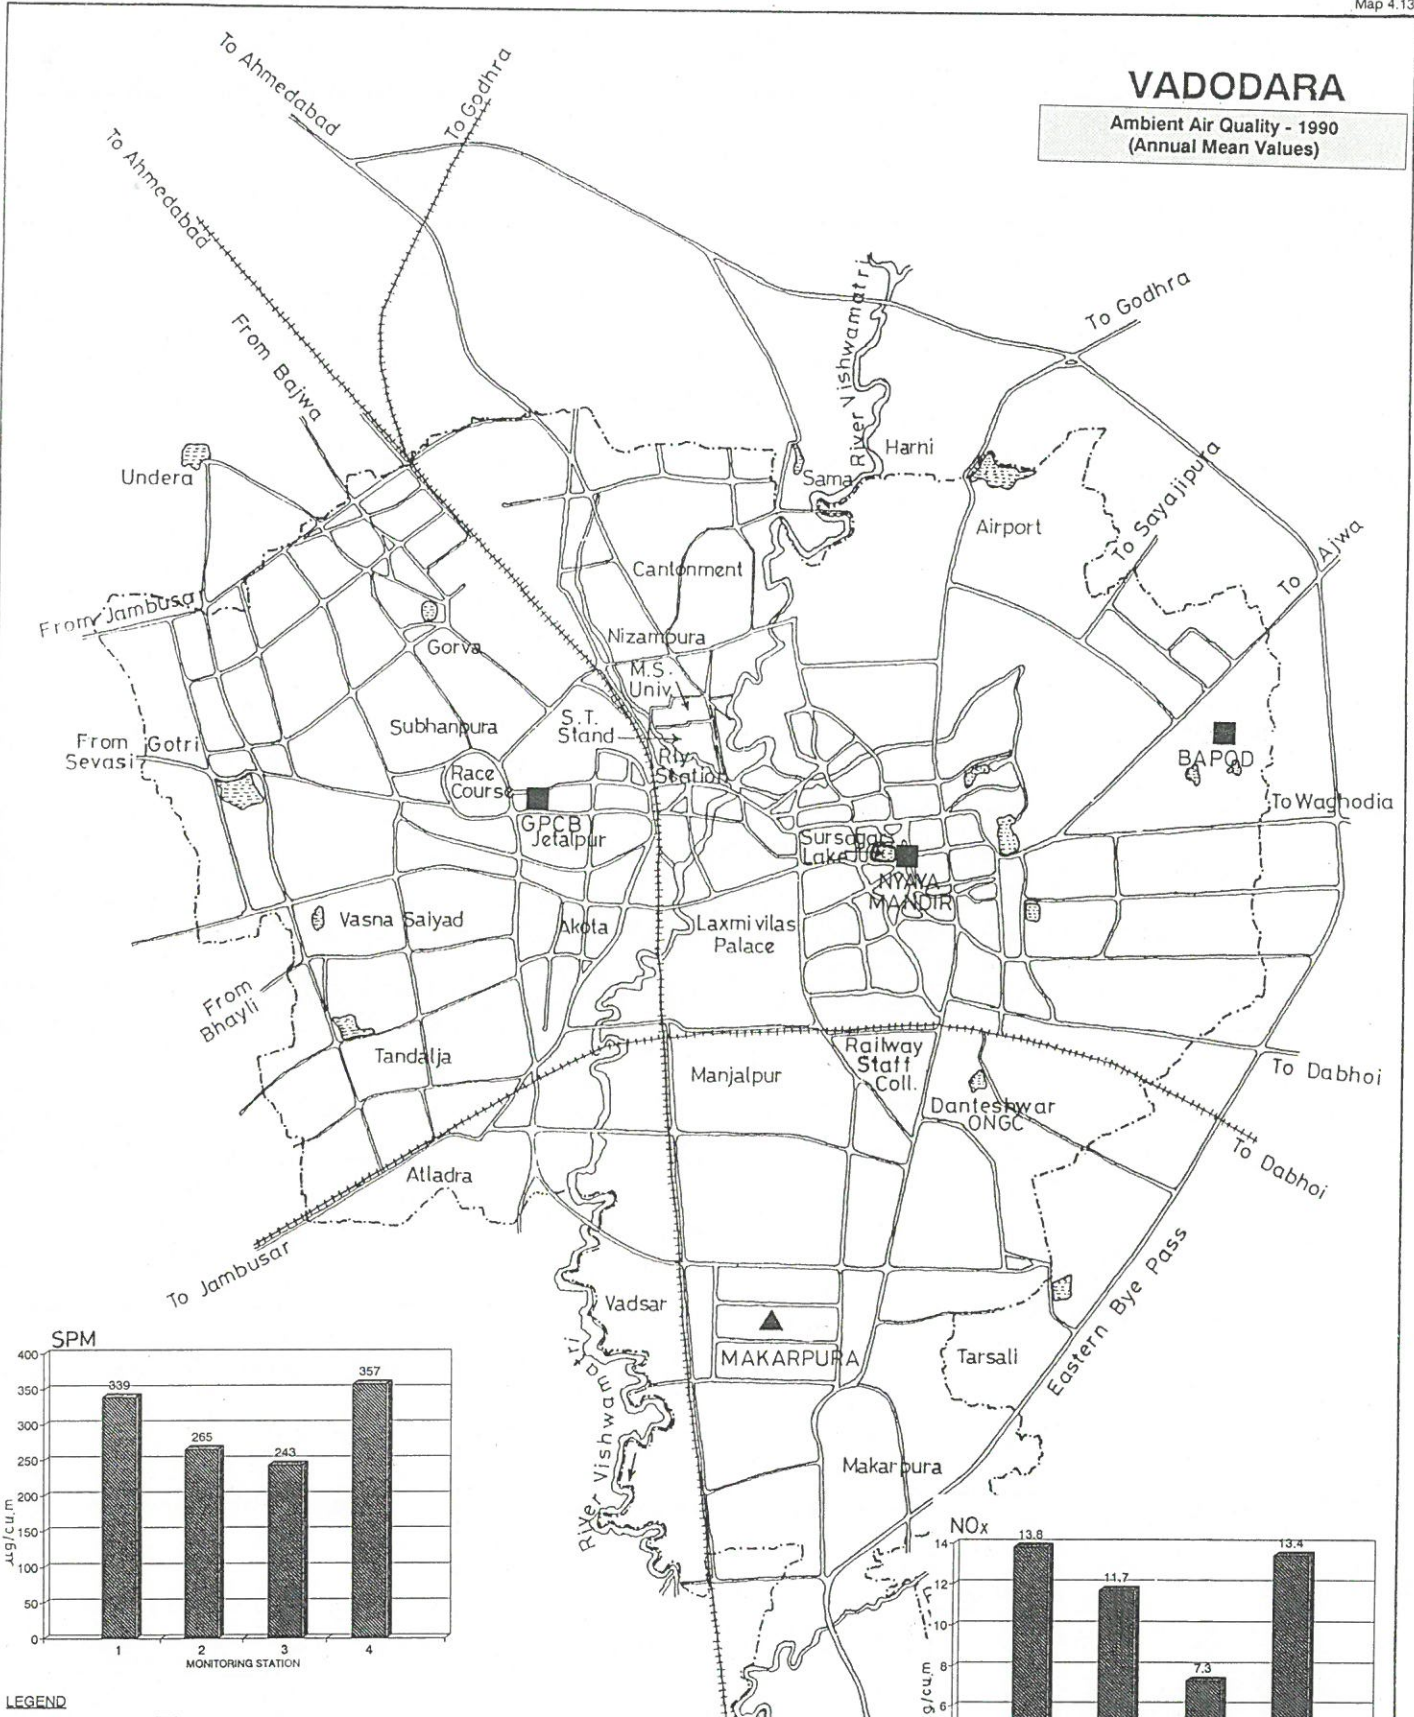 Map 4.13
VADODARA
Ambient Air Quality - 1990
(Annual Mean Values)
To Ahmedabad
To Godhra
To Ahmedabad
From Bajwa
River Vishwamatri
To Godhra
Harni
Undera
Sama
Airport
To Sayajipura
To Ajwa
Cantonment
From Jambusa
Gorva
Nizampura
M.S.
Univ.
Subhanpura
S.T.
Stand
From
Sevasi
Gotri
Rly
Station
Race
Course
BAPOD
To Waghodia
GPCB
Jetalpur
Sursagar
Lake
NYAYA
MANDIR
Vasna Saiyad
Akota
Laxmi vilas
Palace
From
Bhayli
Tandalja
Manjalpur
Railway
Staff
Coll.
To Dabhoi
Danteshwar
ONGC
To Dabhoi
Atladra
To Jambusar
Vadsar
MAKARPURA
Tarsali
Eastern Bye Pass
River Vishwamatri
Makarpura
SPM
400
350
300
250
200
150
100
50
0
µg/cu.m
339
265
243
357
1 2 3 4
MONITORING STATION
NOx
14
12
10
8
6
g/cu.m
13.8
11.7
7.3
13.4
LEGEND